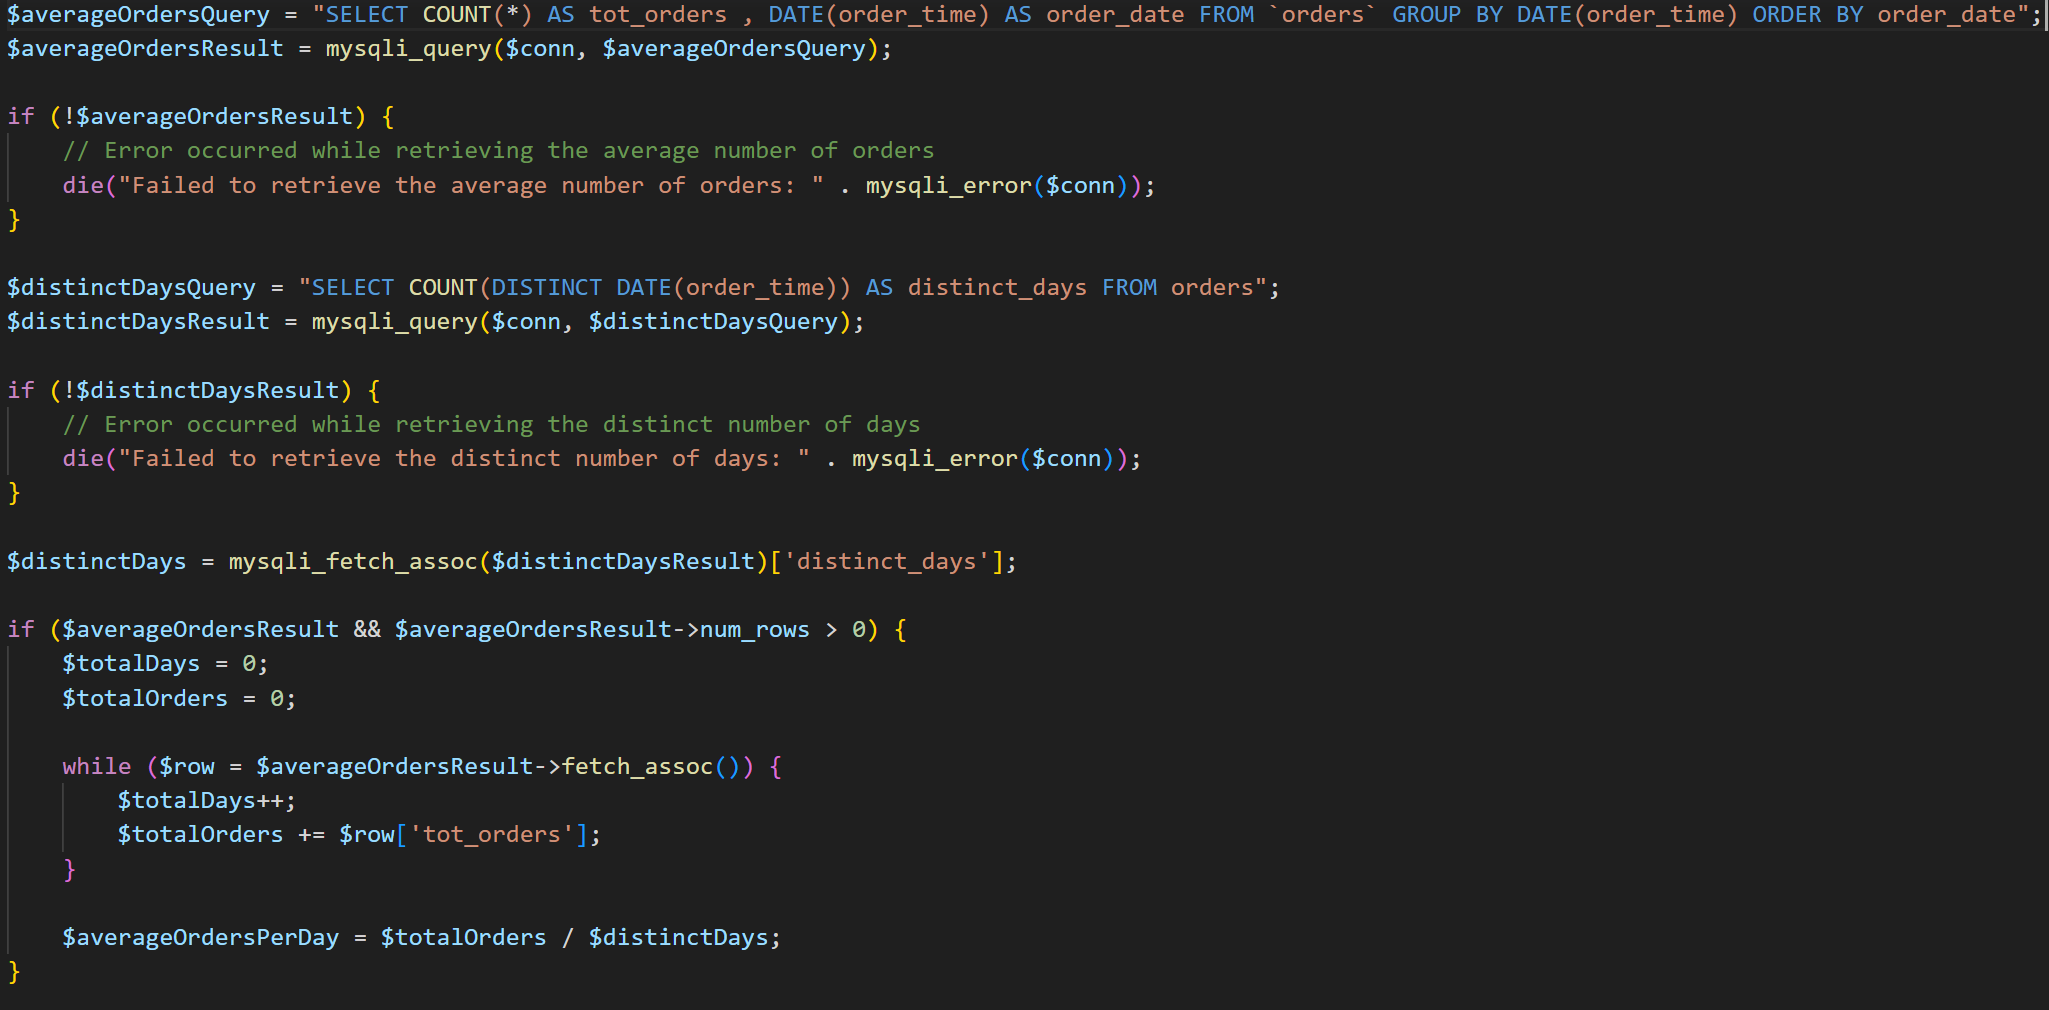 $averageOrdersQuery = "SELECT COUNT(*) AS tot_orders , DATE(order_time) AS order_date FROM `orders` GROUP BY DATE(order_time) ORDER BY order_date";
$averageOrdersResult = mysqli_query($conn, $averageOrdersQuery);

if (!$averageOrdersResult) {
    // Error occurred while retrieving the average number of orders
    die("Failed to retrieve the average number of orders: " . mysqli_error($conn));
}

$distinctDaysQuery = "SELECT COUNT(DISTINCT DATE(order_time)) AS distinct_days FROM orders";
$distinctDaysResult = mysqli_query($conn, $distinctDaysQuery);

if (!$distinctDaysResult) {
    // Error occurred while retrieving the distinct number of days
    die("Failed to retrieve the distinct number of days: " . mysqli_error($conn));
}

$distinctDays = mysqli_fetch_assoc($distinctDaysResult)['distinct_days'];

if ($averageOrdersResult && $averageOrdersResult->num_rows > 0) {
    $totalDays = 0;
    $totalOrders = 0;

    while ($row = $averageOrdersResult->fetch_assoc()) {
        $totalDays++;
        $totalOrders += $row['tot_orders'];
    }

    $averageOrdersPerDay = $totalOrders / $distinctDays;
}